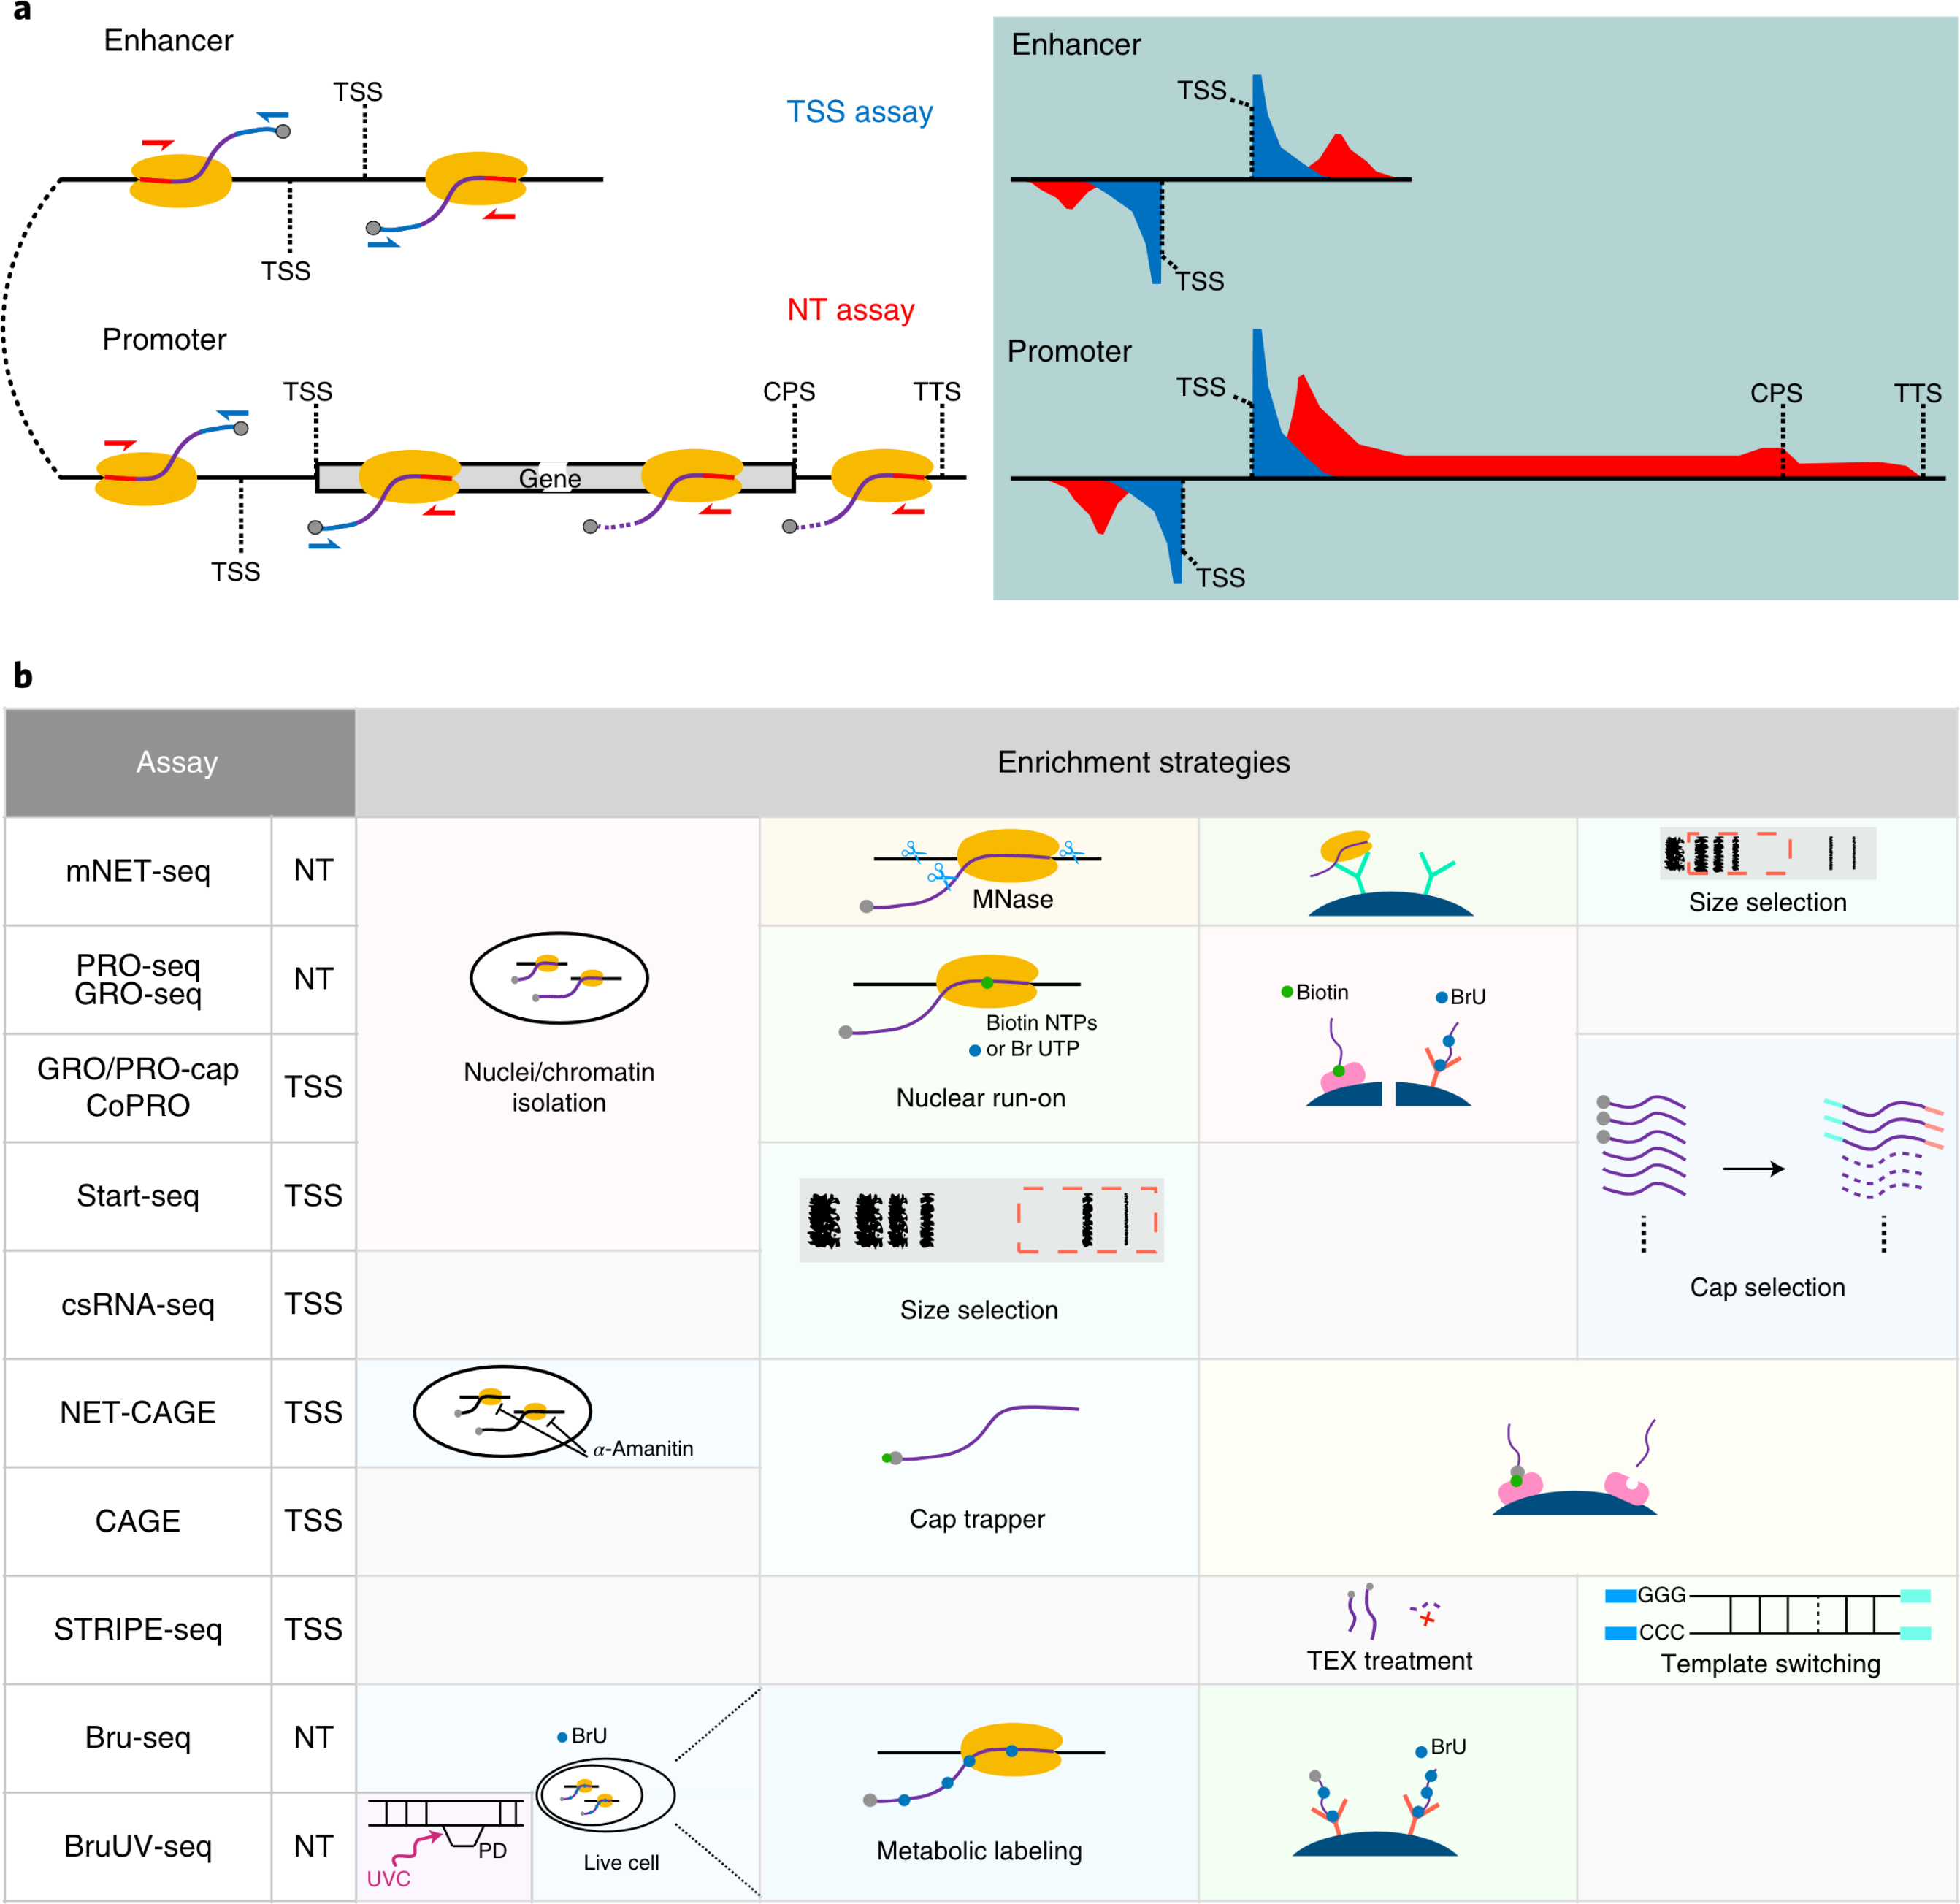 a
Enhancer
TSS
TSS
TSS assay
NT assay
Promoter
TSS
CPS
TTS
Gene
TSS
Enhancer
TSS
TSS
Promoter
TSS
CPS
TTS
TSS
b
Assay
Enrichment strategies
mNET-seq
NT
MNase
Size selection
PRO-seq
GRO-seq
NT
Nuclei/chromatin
isolation
Biotin NTPs
or Br UTP
Nuclear run-on
Biotin
BrU
GRO/PRO-cap
CoPRO
TSS
Start-seq
TSS
Size selection
Cap selection
csRNA-seq
TSS
NET-CAGE
TSS
α-Amanitin
Cap trapper
CAGE
TSS
STRIPE-seq
TSS
TEX treatment
GGG
CCC
Template switching
Bru-seq
NT
BrU
Live cell
Metabolic labeling
BrU
BruUV-seq
NT
PD
UVC